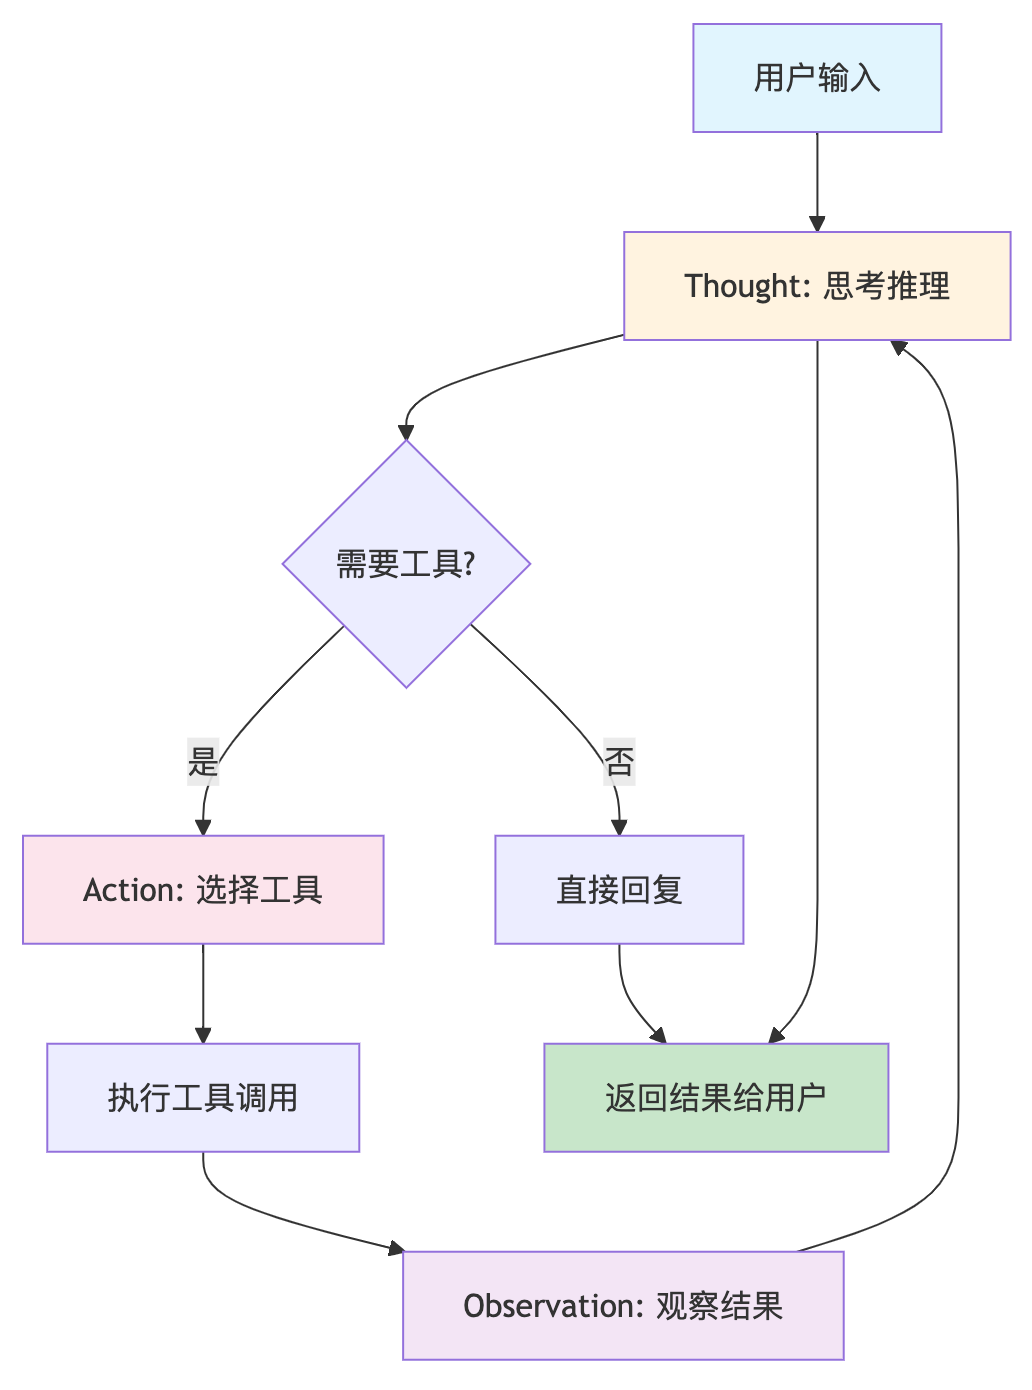 用户输入
Thought: 思考推理
需要工具?
是
否
Action: 选择工具
直接回复
执行工具调用
返回结果给用户
Observation: 观察结果